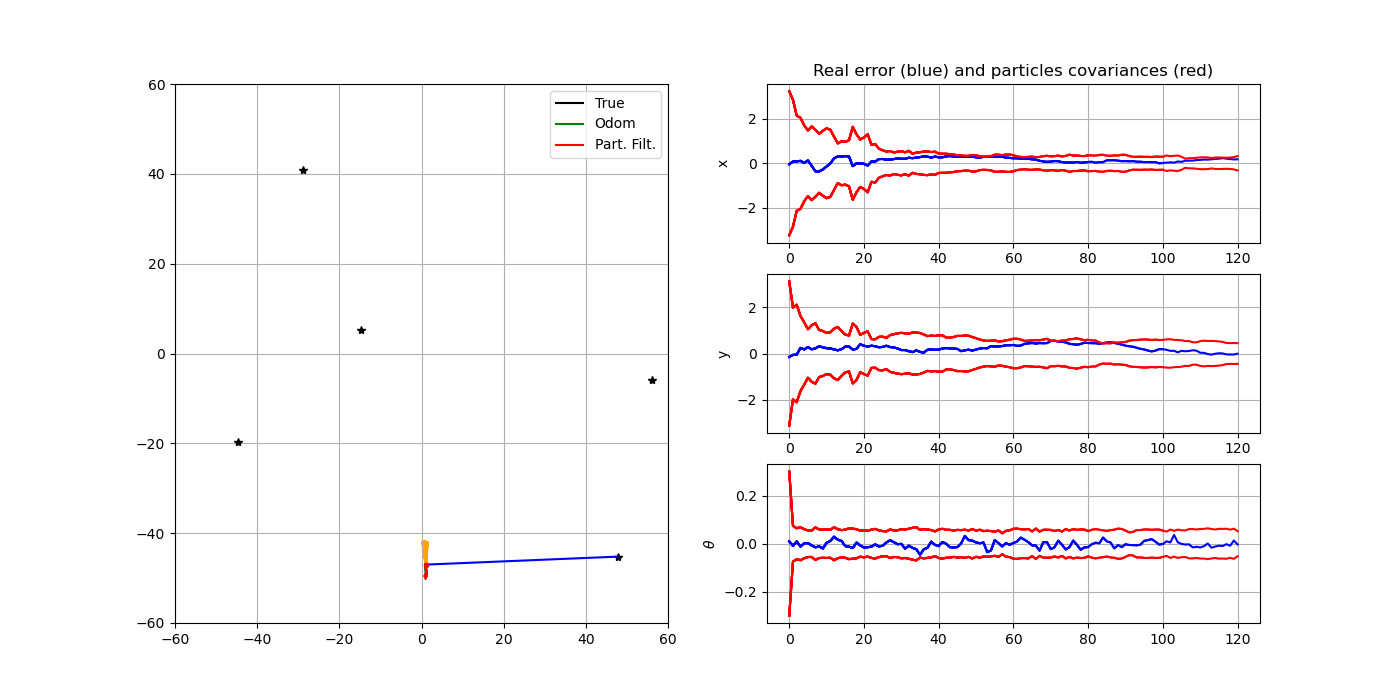 60
40
20
0
−20
−40
−60
−60 −40 −20 0 20 40 60
True
Odom
Part. Filt.
Real error (blue) and particles covariances (red)
x
2
0
−2
0 20 40 60 80 100 120
y
2
0
−2
0 20 40 60 80 100 120
θ
0.2
0.0
−0.2
0 20 40 60 80 100 120